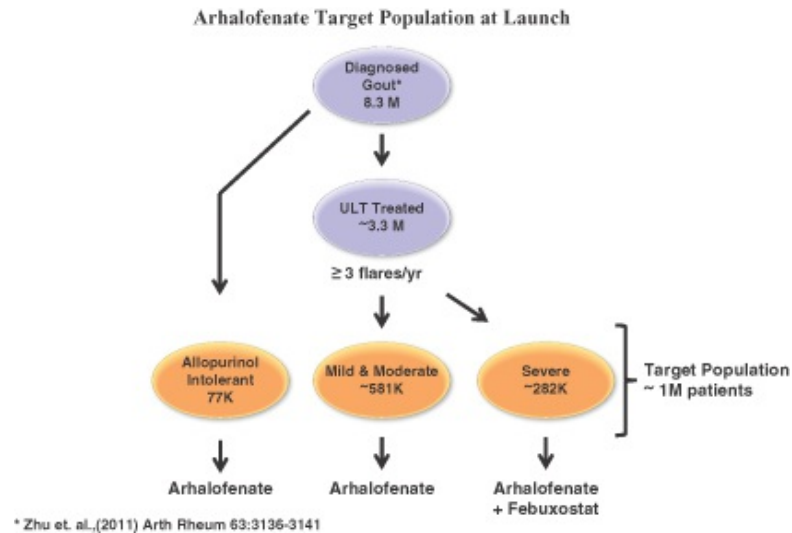 Arhalofenate Target Population at Launch
Diagnosed
Gout*
8.3 M
ULT Treated
~3.3 M
≥ 3 flares/yr
Allopurinol
Intolerant
77K
Mild & Moderate
~581K
Severe
~282K
Target Population
~ 1M patients
Arhalofenate
Arhalofenate
Arhalofenate
+ Febuxostat
* Zhu et. al.,(2011) Arth Rheum 63:3136-3141